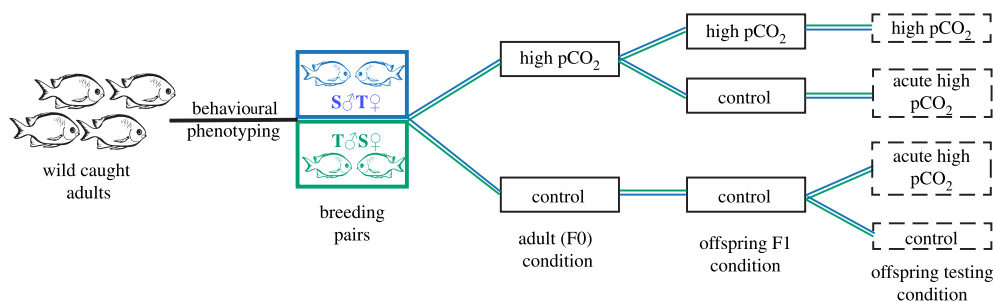 wild caught
adults
behavioural
phenotyping
S♂T♀
T♂S♀
breeding
pairs
high pCO2
control
adult (F0)
condition
high pCO2
control
control
offspring F1
condition
high pCO2
acute high
pCO2
acute high
pCO2
control
offspring testing
condition